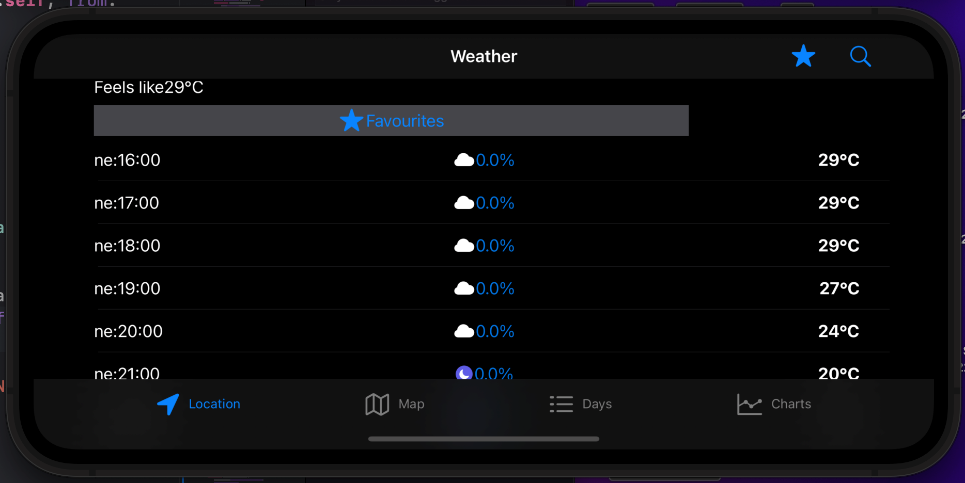 self, from:
Weather
Feels like29°C
Favourites
ne:16:00 0.0% 29°C
ne:17:00 0.0% 29°C
ne:18:00 0.0% 29°C
ne:19:00 0.0% 27°C
ne:20:00 0.0% 24°C
ne:21:00 0.0% 20°C
Location Map Days Charts